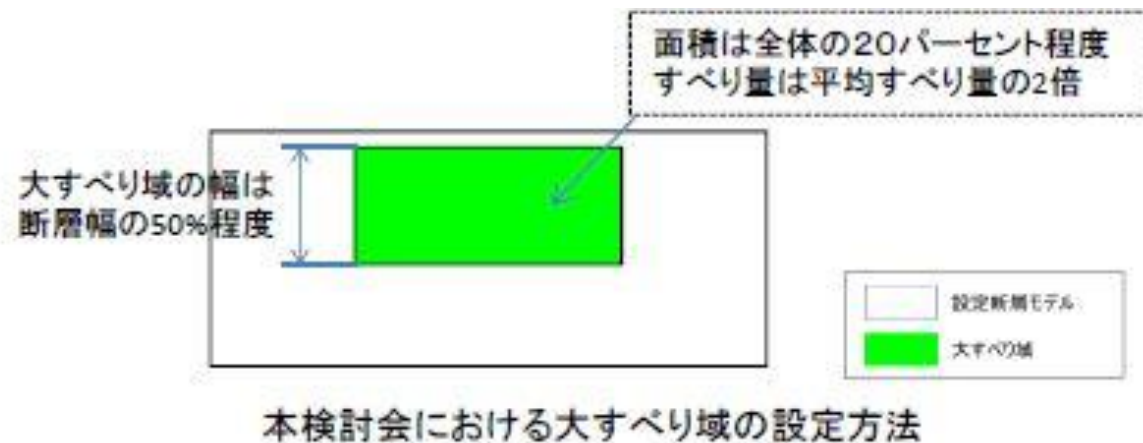 面積は全体の20パーセント程度
すべり量は平均すべり量の2倍
大すべり域の幅は
断層幅の50%程度
設定断層モデル
大すべり域
本検討会における大すべり域の設定方法